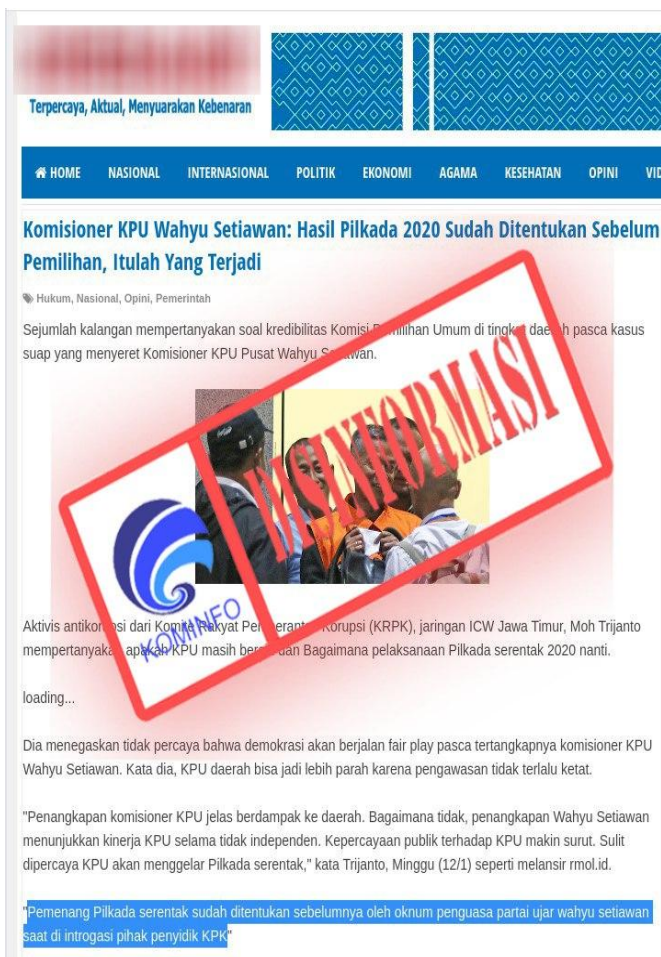 Terpercaya, Aktual, Menyuarakan Kebenaran
HOME NASIONAL INTERNASIONAL POLITIK EKONOMI AGAMA KESEHATAN OPINI
Komisioner KPU Wahyu Setiawan: Hasil Pilkada 2020 Sudah Ditentukan Sebelum
Pemilihan, Itulah Yang Terjadi
Hukum, Nasional, Opini, Pemerintah
Sejumlah kalangan mempertanyakan soal kredibilitas Komisi Pemilihan Umum di tingkat daerah pasca kasus
suap yang menyeret Komisioner KPU Pusat Wahyu Setiawan.
DISINFORMASI
KOMINFO
Aktivis antikorupsi dari Komite Rakyat Pemberantas Korupsi (KRPK), jaringan ICW Jawa Timur, Moh Trijanto
mempertanyakan apakah KPU masih dan Bagaimana pelaksanaan Pilkada serentak 2020 nanti.
loading...
Dia menegaskan tidak percaya bahwa demokrasi akan berjalan fair play pasca tertangkapnya komisioner KPU
Wahyu Setiawan. Kata dia, KPU daerah bisa jadi lebih parah karena pengawasan tidak terlalu ketat.
"Penangkapan komisioner KPU jelas berdampak ke daerah. Bagaimana tidak, penangkapan Wahyu Setiawan
menunjukkan kinerja KPU selama tidak independen. Kepercayaan publik terhadap KPU makin surut. Sulit
dipercaya KPU akan menggelar Pilkada serentak," kata Trijanto, Minggu (12/1) seperti melansir rmol.id.
"Pemenang Pilkada serentak sudah ditentukan sebelumnya oleh oknum penguasa partai ujar wahyu setiawan
saat di introgasi pihak penyidik KPK"